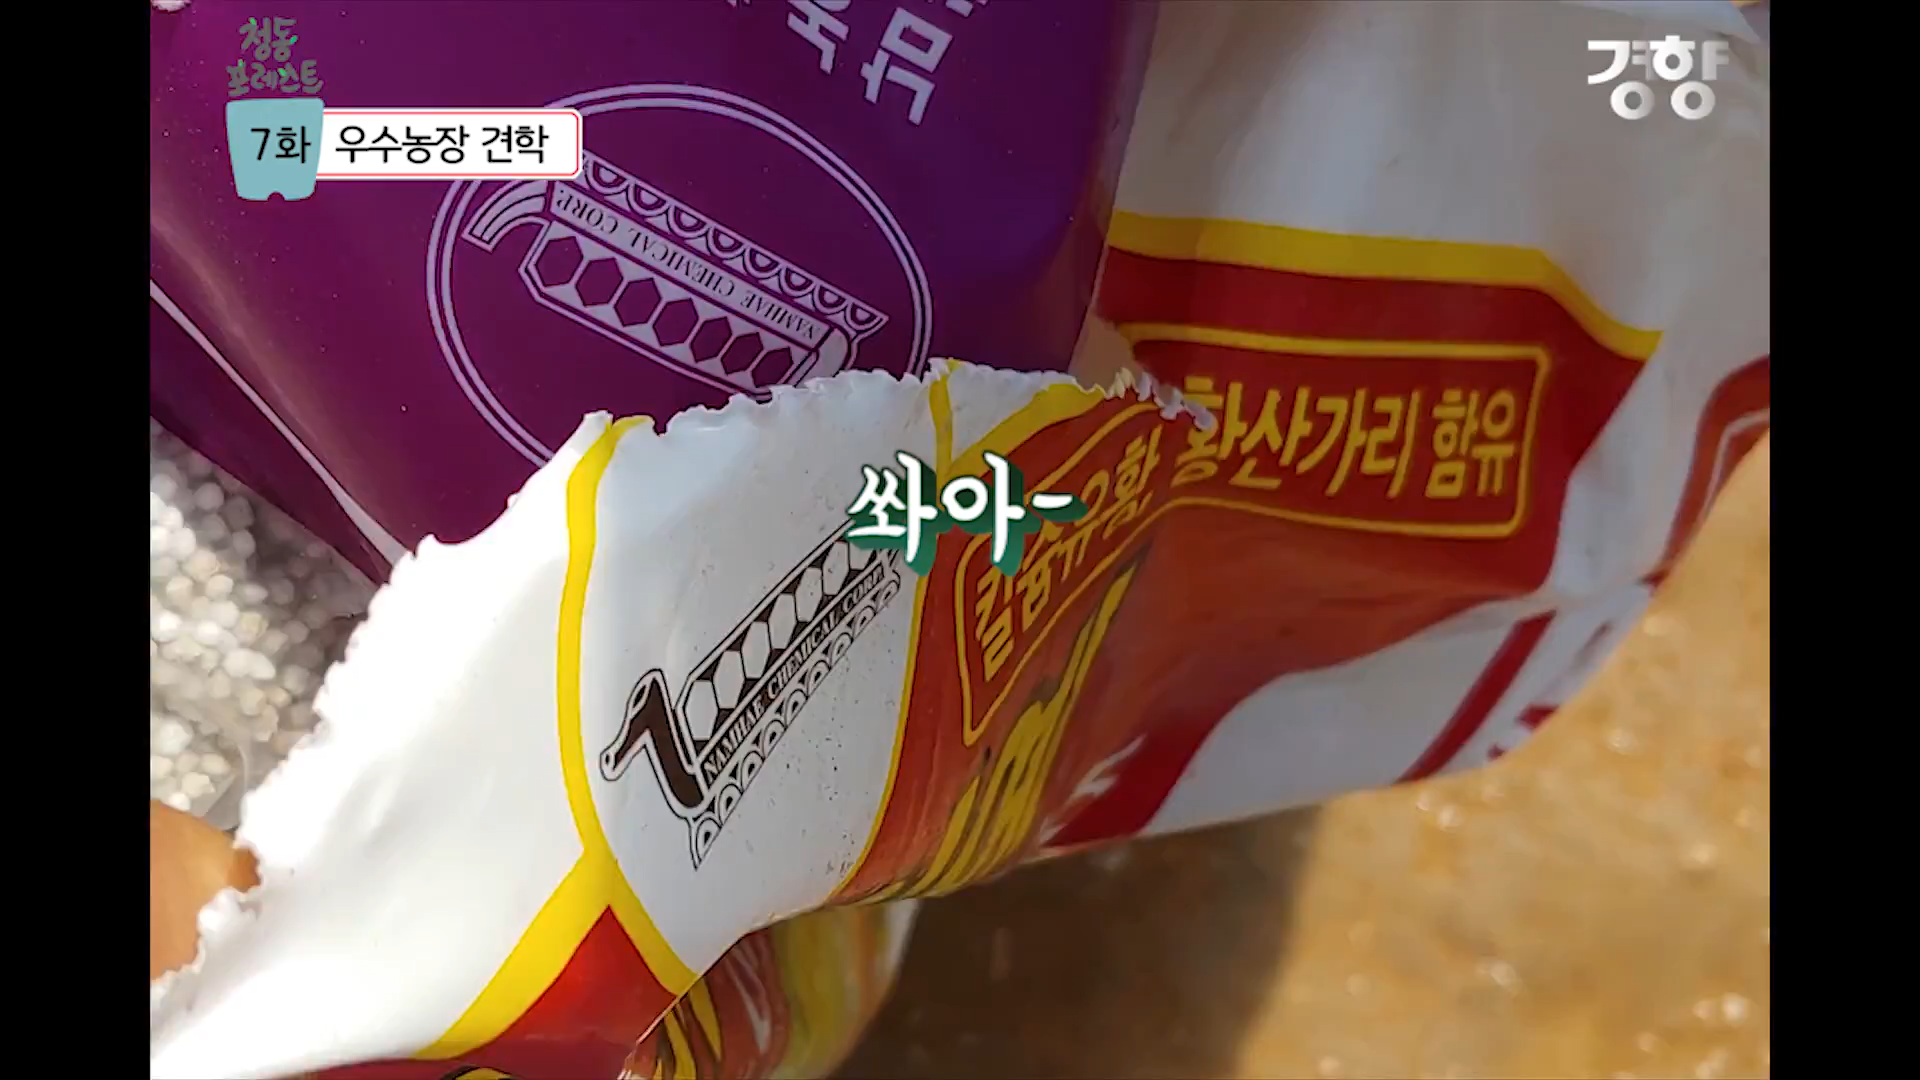 청동
포레스트
7화 우수농장 견학
경향
NAMHAE CHEMICAL CORP.
황산가리 함유
칼슘유황,
쏴아-
NAMHAE CHEMICAL CORP.